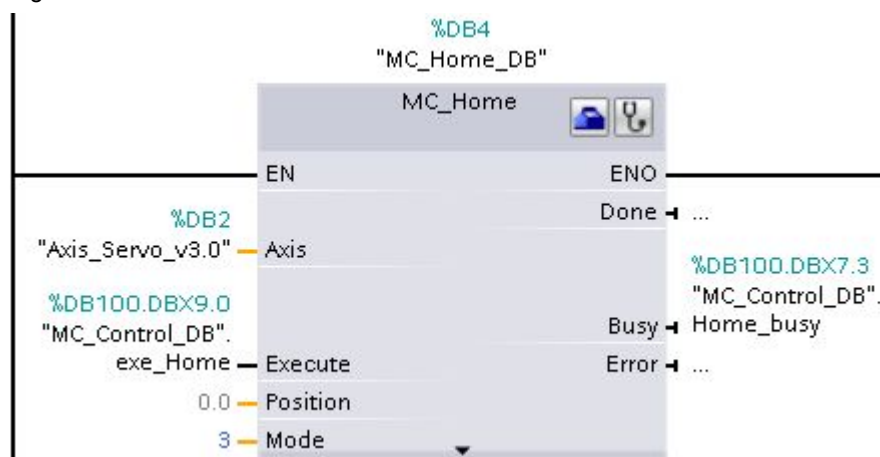 %DB4
"MC_Home_DB"
MC_Home
EN
ENO
Done
...
%DB2
"Axis_Servo_v3.0"
Axis
%DB100.DBX7.3
"MC_Control_DB".
Home_busy
Busy
%DB100.DBX9.0
"MC_Control_DB".
exe_Home
Execute
Error
...
0.0
Position
3
Mode